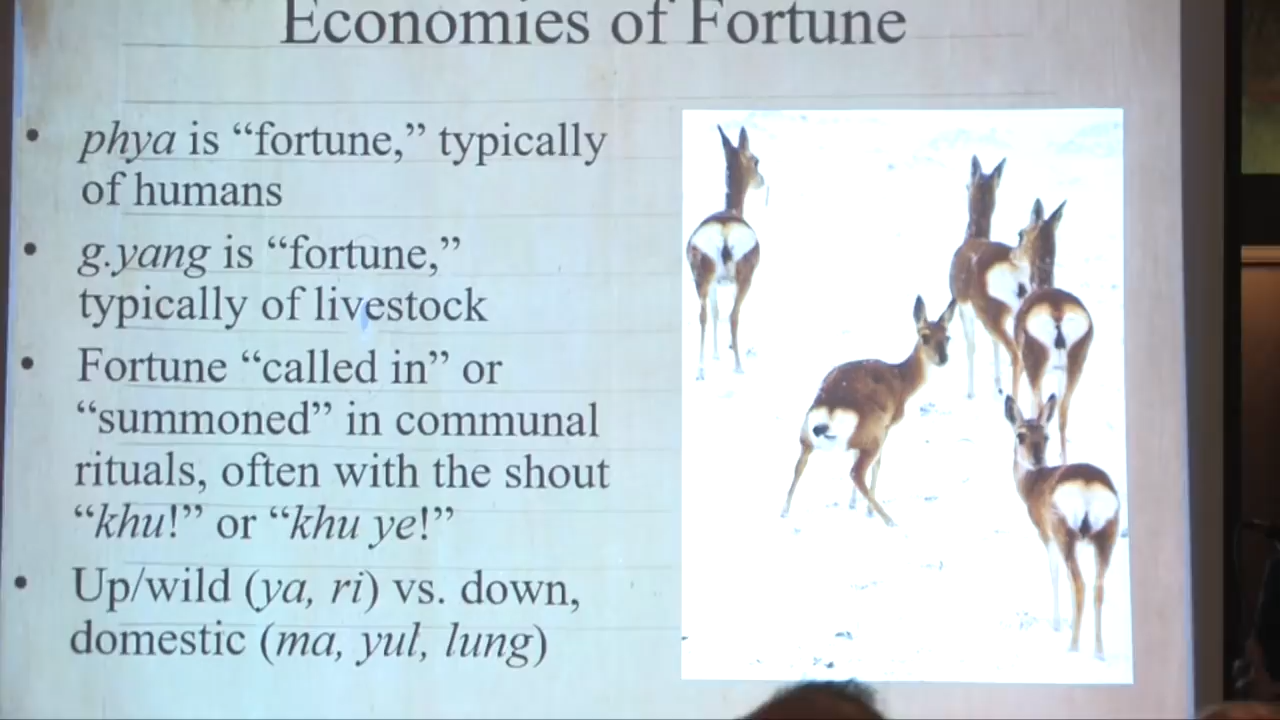 Economies of Fortune
• phya is “fortune,” typically
of humans
• g.yang is “fortune,”
typically of livestock
• Fortune “called in” or
“summoned” in communal
rituals, often with the shout
“khu!” or “khu ye!”
• Up/wild (ya, ri) vs. down,
domestic (ma, yul, lung)